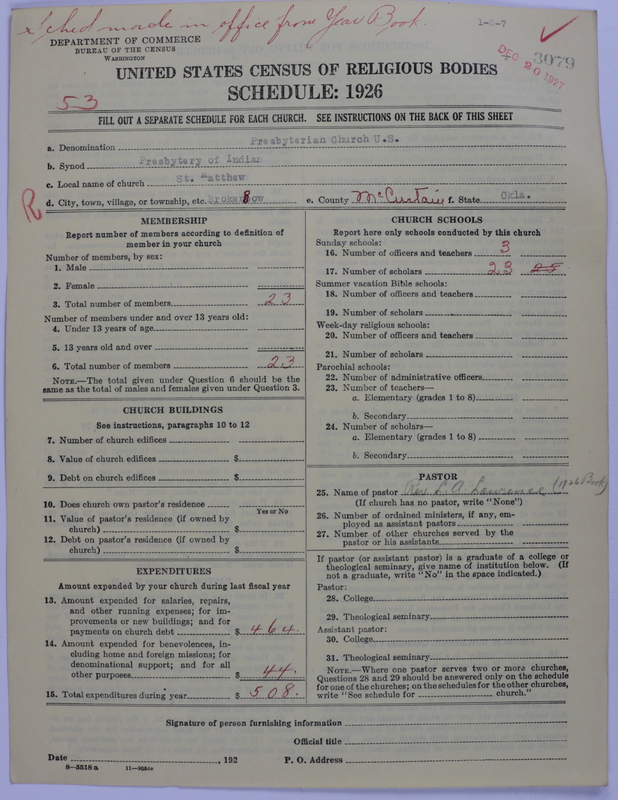 Sched made in office from Year Book.
1-6-7
DEPARTMENT OF COMMERCE
BUREAU OF THE CENSUS
WASHINGTON
DEC 20 1927
3079
UNITED STATES CENSUS OF RELIGIOUS BODIES
53
SCHEDULE: 1926
FILL OUT A SEPARATE SCHEDULE FOR EACH CHURCH. SEE INSTRUCTIONS ON THE BACK OF THIS SHEET
a. Denomination Presbyterian Church U.S.
b. Synod Presbytery of Indian
c. Local name of church St. Matthew
R
d. City, town, village, or township, etc. Broken Bow e. County McCurtain f. State Okla.
MEMBERSHIP
Report number of members according to definition of
member in your church
Number of members, by sex:
1. Male
2. Female
3. Total number of members 23
Number of members under and over 13 years old:
4. Under 13 years of age
5. 13 years old and over
6. Total number of members 23
NOTE.—The total given under Question 6 should be the
same as the total of males and females given under Question 3.
CHURCH BUILDINGS
See instructions, paragraphs 10 to 12
7. Number of church edifices
8. Value of church edifices $
9. Debt on church edifices $
10. Does church own pastor's residence
Yes or No
11. Value of pastor's residence (if owned by
church) $
12. Debt on pastor's residence (if owned by
church) $
EXPENDITURES
Amount expended by your church during last fiscal year
13. Amount expended for salaries, repairs,
and other running expenses; for im-
provements or new buildings; and for
payments on church debt $ 464.
14. Amount expended for benevolences, in-
cluding home and foreign missions; for
denominational support; and for all
other purposes $ 44.
15. Total expenditures during year $ 508.
CHURCH SCHOOLS
Report here only schools conducted by this church
Sunday schools:
16. Number of officers and teachers 3
17. Number of scholars 23 25
Summer vacation Bible schools:
18. Number of officers and teachers
19. Number of scholars
Week-day religious schools:
20. Number of officers and teachers
21. Number of scholars
Parochial schools:
22. Number of administrative officers
23. Number of teachers—
a. Elementary (grades 1 to 8)
b. Secondary
24. Number of scholars—
a. Elementary (grades 1 to 8)
b. Secondary
PASTOR
25. Name of pastor Rev. L. A. Lawrence (1926 Book)
(If church has no pastor, write "None")
26. Number of ordained ministers, if any, em-
ployed as assistant pastors
27. Number of other churches served by the
pastor or his assistants
If pastor (or assistant pastor) is a graduate of a college or
theological seminary, give name of institution below. (If
not a graduate, write "No" in the space indicated.)
Pastor:
28. College
29. Theological seminary
Assistant pastor:
30. College
31. Theological seminary
NOTE.—Where one pastor serves two or more churches,
Questions 28 and 29 should be answered only on the schedule
for one of the churches; on the schedules for the other churches,
write "See schedule for church."
Signature of person furnishing information
Official title
Date , 192 P. O. Address
8—5518 a